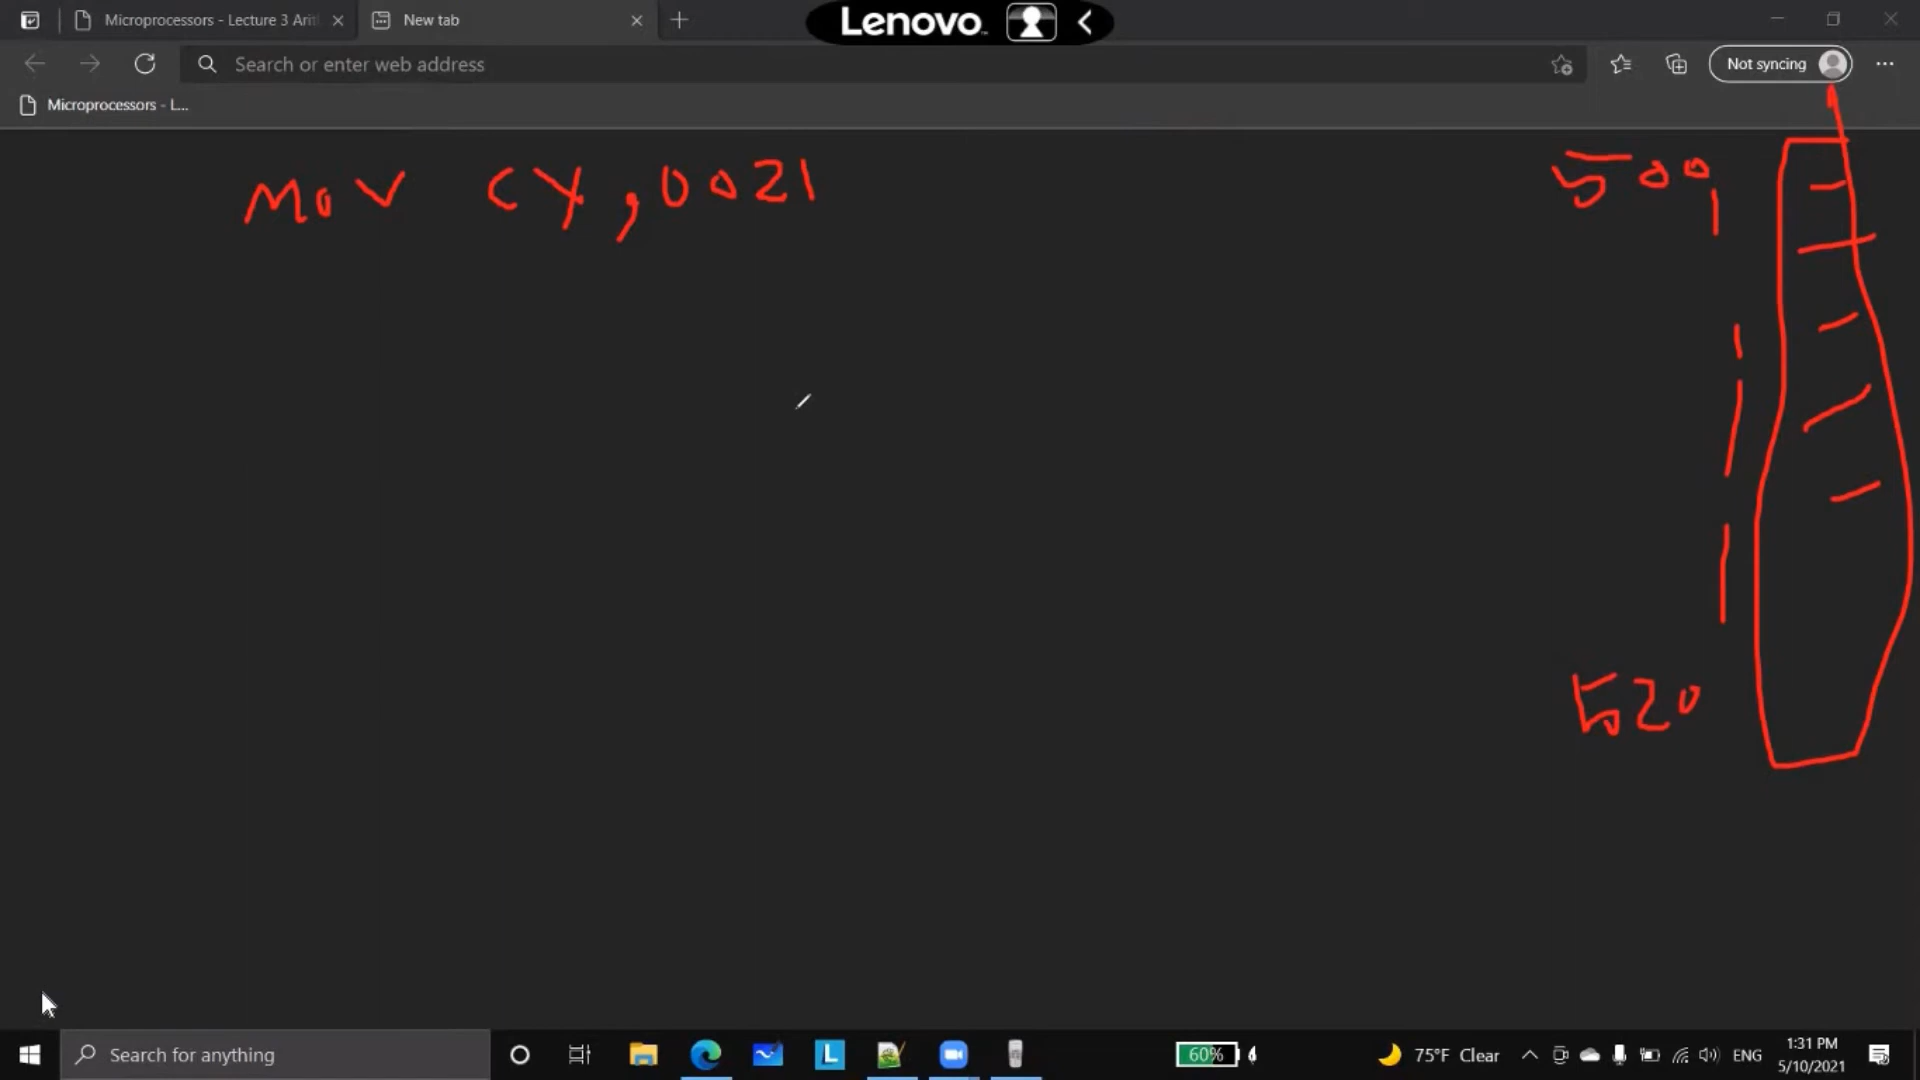 Microprocessors - Lecture 3 Arit
New tab
Lenovo
Search or enter web address
Not syncing
Microprocessors - L...
MOV CX, 0021
500
520
Search for anything
L
60%
75°F Clear
ENG
1:31 PM
5/10/2021